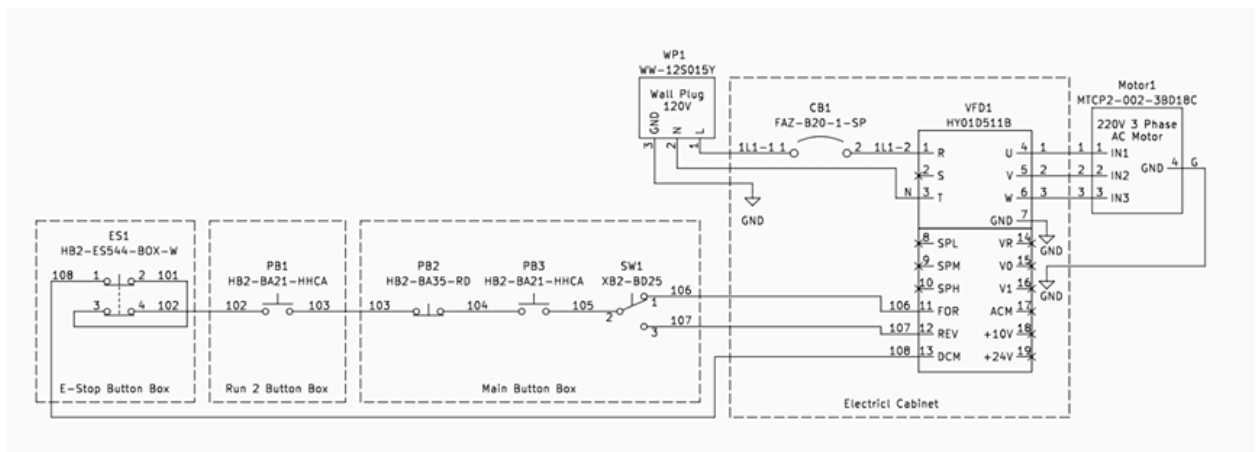 WP1
WW-12S015Y
Wall Plug
120V
GND
N
L
3
2
1
1L1-1 1
CB1
FAZ-B20-1-SP
2 1L1-2
VFD1
HY01D511B
1 R
2 S
N 3 T
U 4 1
V 5 2
W 6 3
GND 7
GND
Motor1
MTCP2-002-3BD18C
220V 3 Phase
AC Motor
1 1 IN1
2 2 IN2
3 3 IN3
GND 4 G
GND
8 SPL
9 SPM
10 SPH
106 11 FOR
107 12 REV
108 13 DCM
VR 14
V0 15
V1 16
ACM 17
+10V 18
+24V 19
GND
Electricl Cabinet
ES1
HB2-ES544-BOX-W
108 1 2 101
3 4 102
E-Stop Button Box
PB1
HB2-BA21-HHCA
102 103
Run 2 Button Box
PB2
HB2-BA35-RD
103 104
PB3
HB2-BA21-HHCA
105
SW1
XB2-BD25
2 1 106
3 107
Main Button Box